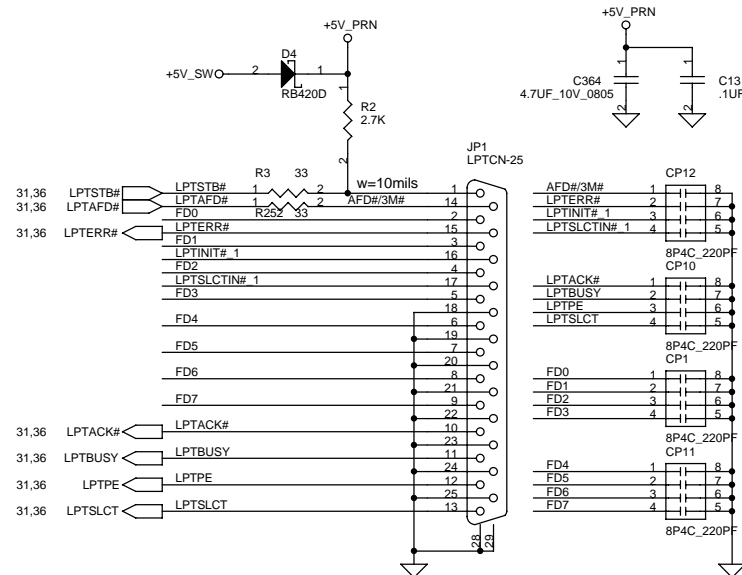 +5V_PRN
+5V_PRN
D4
+5V_SW 2 1
RB420D
1
R2
2.7K
2
1 1
C364 C13
4.7UF_10V_0805 .1UF
2 2
JP1
LPTCN-25
R3 33
w=10mils
31,36 LPTSTB# LPTSTB# 1 2 1
31,36 LPTAFD# LPTAFD# 1 2 AFD#/3M# 14
FD0 R252 33 2
31,36 LPTERR# LPTERR# 15
FD1 3
LPTINIT#_1 16
FD2 4
LPTSLCTIN#_1 17
FD3 5
18
FD4 6
19
FD5 7
20
FD6 8
21
FD7 9
22
31,36 LPTACK# LPTACK# 10
23
31,36 LPTBUSY LPTBUSY 11
24
31,36 LPTPE LPTPE 12
25
31,36 LPTSLCT LPTSLCT 13
28 29
CP12
AFD#/3M# 1 8
LPTERR# 2 7
LPTINIT#_1 3 6
LPTSLCTIN#_1 4 5
8P4C_220PF
CP10
LPTACK# 1 8
LPTBUSY 2 7
LPTPE 3 6
LPTSLCT 4 5
8P4C_220PF
CP1
FD0 1 8
FD1 2 7
FD2 3 6
FD3 4 5
8P4C_220PF
CP11
FD4 1 8
FD5 2 7
FD6 3 6
FD7 4 5
8P4C_220PF